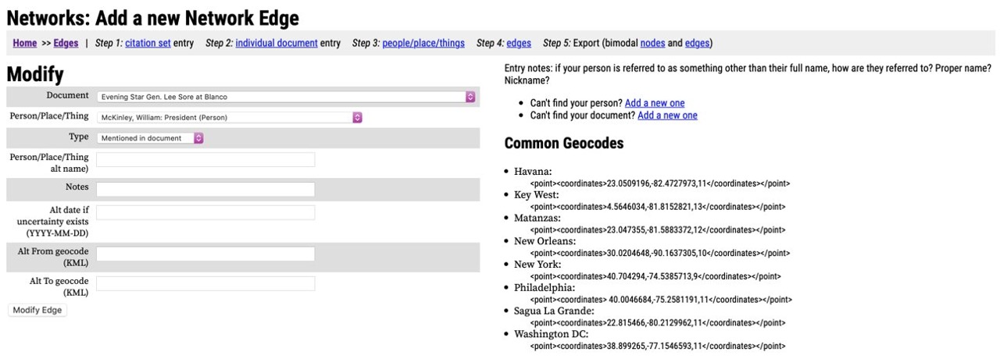 Networks: Add a new Network Edge
Home >> Edges | Step 1: citation set entry Step 2: individual document entry Step 3: people/place/things Step 4: edges Step 5: Export (bimodal nodes and edges)
Modify
Document Evening Star Gen. Lee Sore at Blanco
Person/Place/Thing McKinley, William: President (Person)
Type Mentioned in document
Person/Place/Thing
alt name)
Notes
Alt date if
uncertainty exists
(YYYY-MM-DD)
Alt From geocode
(KML)
Alt To geocode
(KML)
Modify Edge
Entry notes: if your person is referred to as something other than their full name, how are they referred to? Proper name?
Nickname?
• Can't find your person? Add a new one
• Can't find your document? Add a new one
Common Geocodes
• Havana:
<point><coordinates>23.0509196,-82.4727973,11</coordinates></point>
• Key West:
<point><coordinates>4.5646034,-81.8152821,13</coordinates></point>
• Matanzas:
<point><coordinates>23.047355,-81.5883372,12</coordinates></point>
• New Orleans:
<point><coordinates>30.0204648,-90.1637305,10</coordinates></point>
• New York:
<point><coordinates>40.704294,-74.5385713,9</coordinates></point>
• Philadelphia:
<point><coordinates> 40.0046684,-75.2581191,11</coordinates></point>
• Sagua La Grande:
<point><coordinates>22.815466,-80.2129962,11</coordinates></point>
• Washington DC:
<point><coordinates>38.899265,-77.1546593,11</coordinates></point>